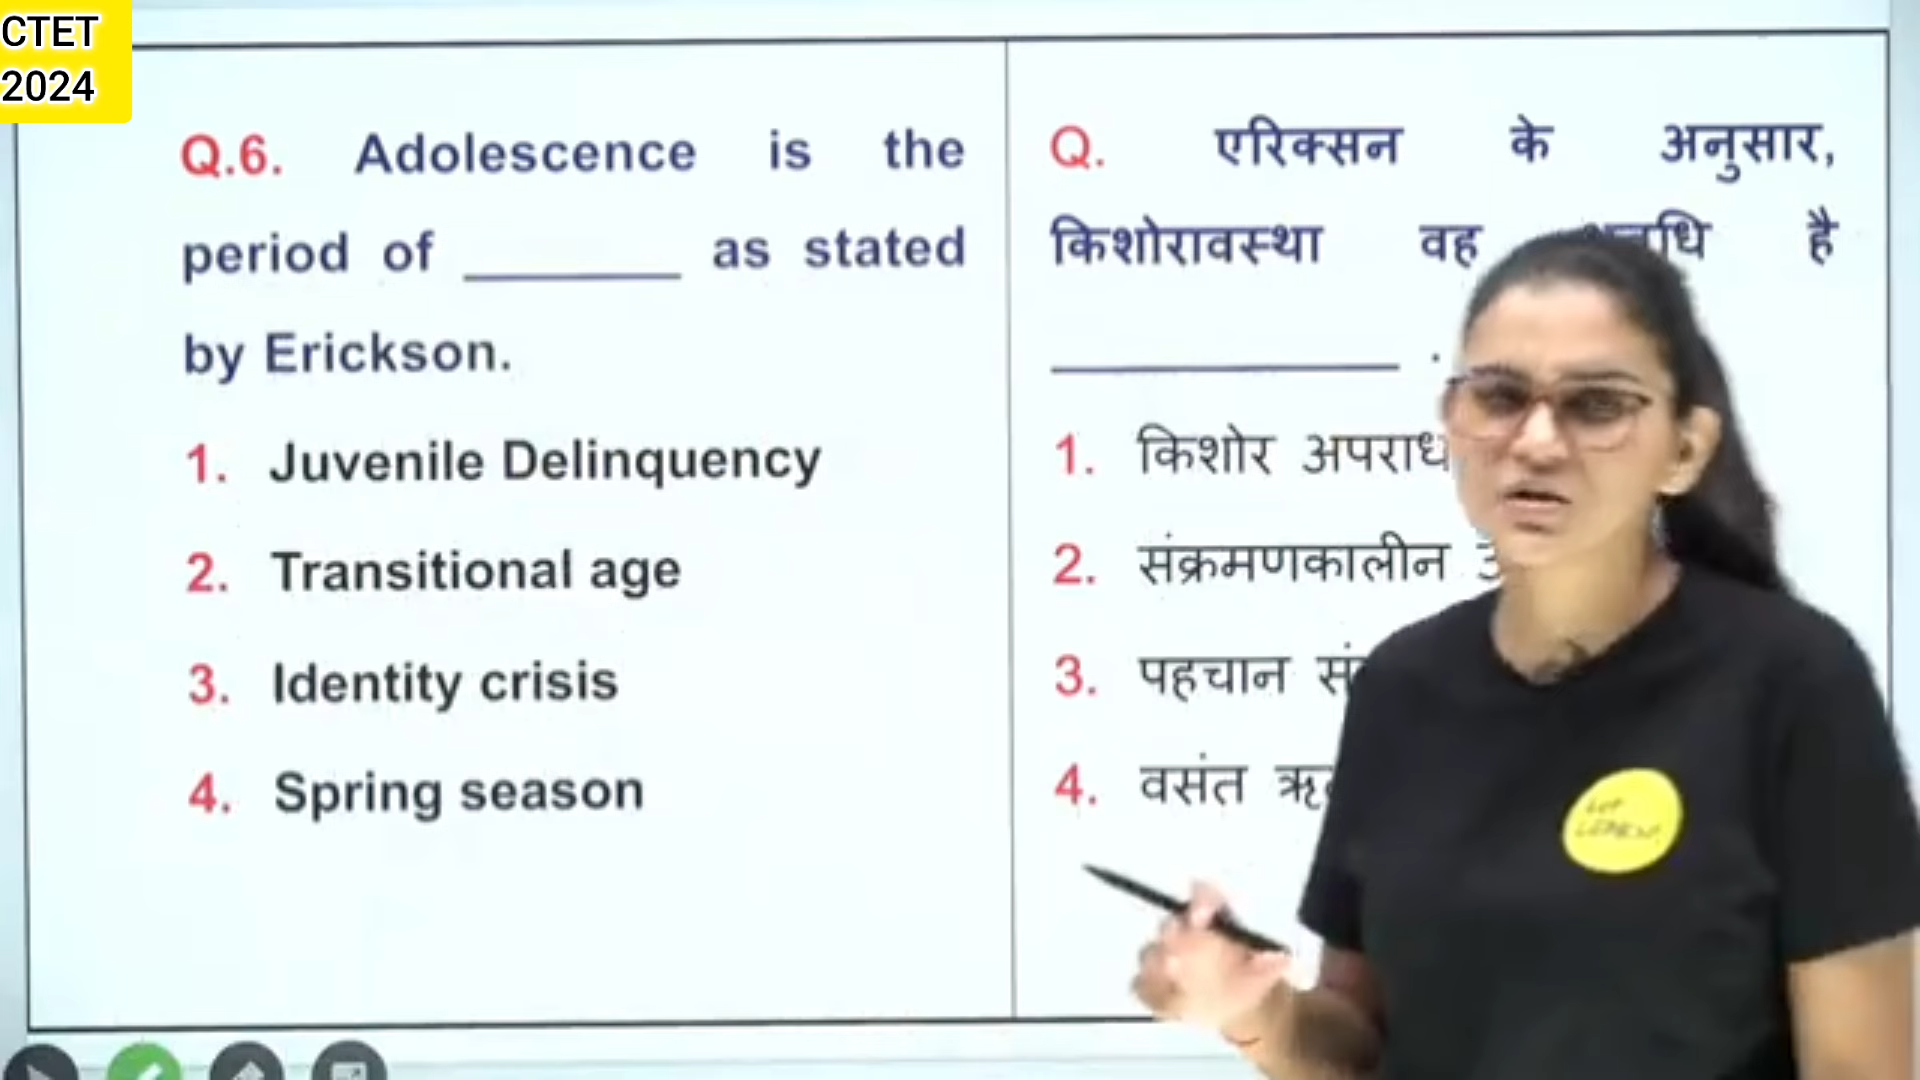 CTET
2024
Q.6. Adolescence is the
period of ________ as stated
by Erickson.
1. Juvenile Delinquency
2. Transitional age
3. Identity crisis
4. Spring season
Q. एरिक्सन के अनुसार,
किशोरावस्था वह है
____________ .
1. किशोर अपराध
2. संक्रमणकालीन
3. पहचान
4. वसंत